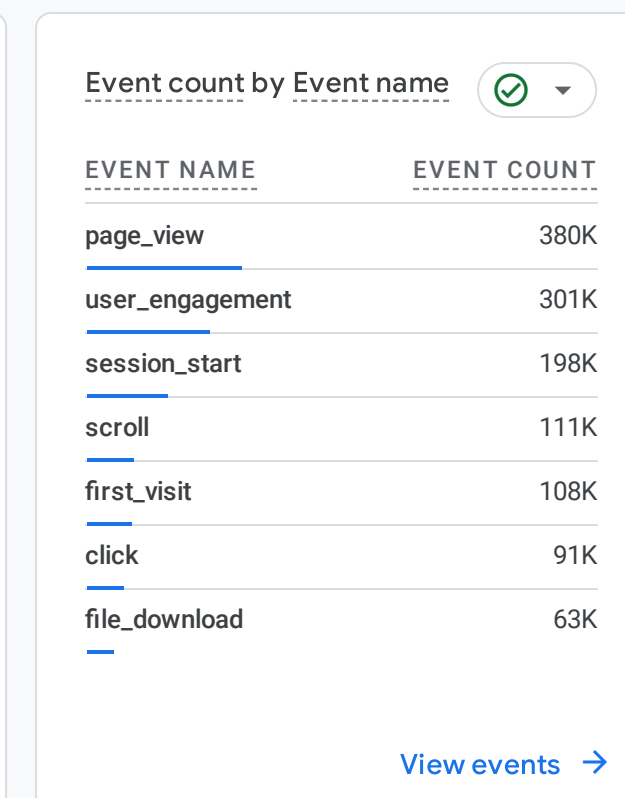 Event count by Event name
EVENT NAME EVENT COUNT
page_view 380K
user_engagement 301K
session_start 198K
scroll 111K
first_visit 108K
click 91K
file_download 63K
View events